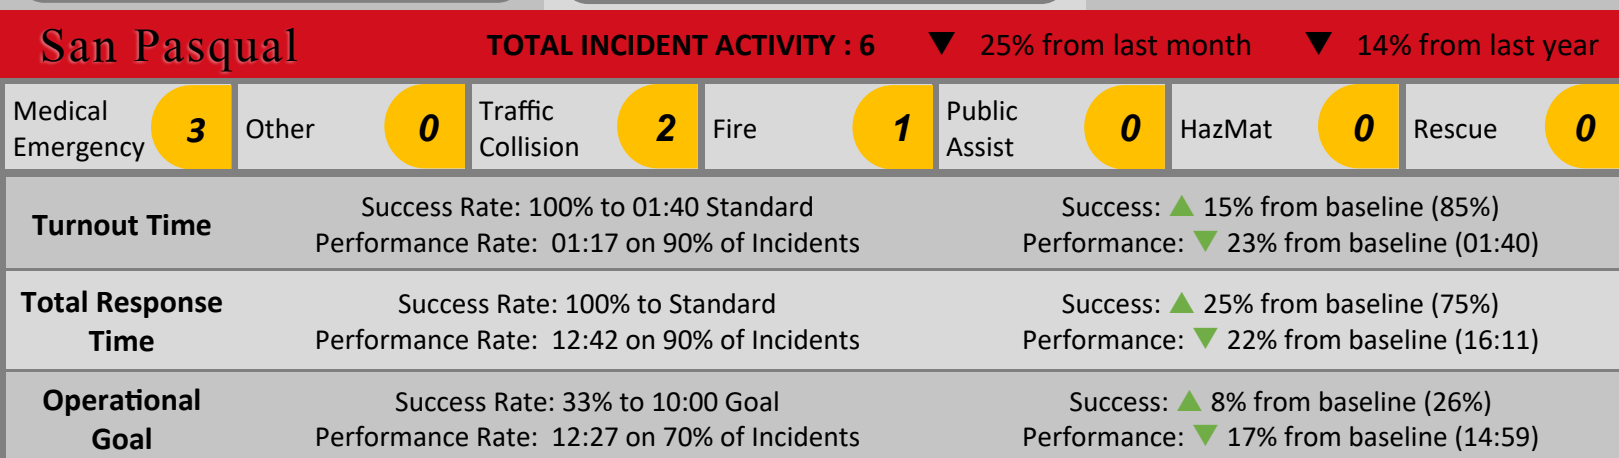 San Pasqual TOTAL INCIDENT ACTIVITY : 6 ▼ 25% from last month ▼ 14% from last year
Medical Emergency 3 Other 0 Traffic Collision 2 Fire 1 Public Assist 0 HazMat 0 Rescue 0
Turnout Time
Success Rate: 100% to 01:40 Standard
Performance Rate: 01:17 on 90% of Incidents
Success: ▲ 15% from baseline (85%)
Performance: ▼ 23% from baseline (01:40)
Total Response
Time
Success Rate: 100% to Standard
Performance Rate: 12:42 on 90% of Incidents
Success: ▲ 25% from baseline (75%)
Performance: ▼ 22% from baseline (16:11)
Operational
Goal
Success Rate: 33% to 10:00 Goal
Performance Rate: 12:27 on 70% of Incidents
Success: ▲ 8% from baseline (26%)
Performance: ▼ 17% from baseline (14:59)